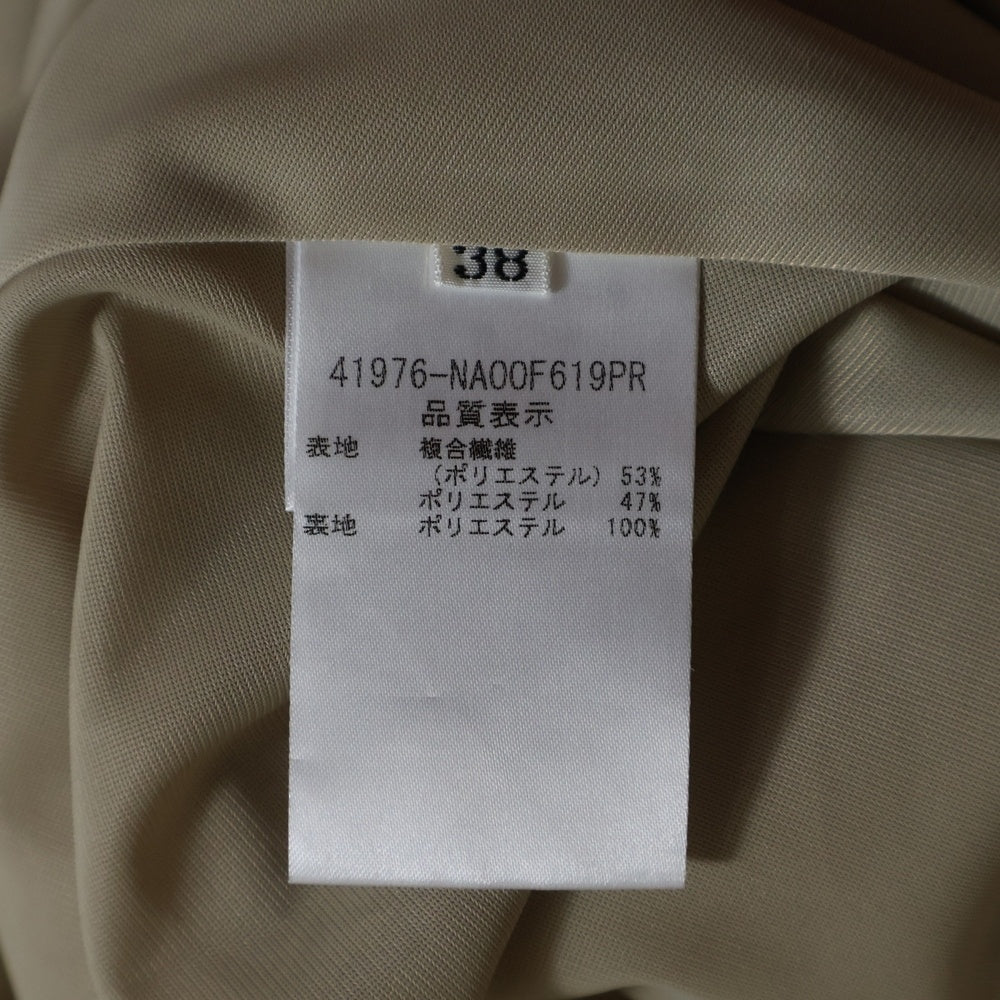 38
41976-NA00F619PR
品質表示
表地 複合繊維
(ポリエステル) 53%
ポリエステル 47%
裏地 ポリエステル 100%